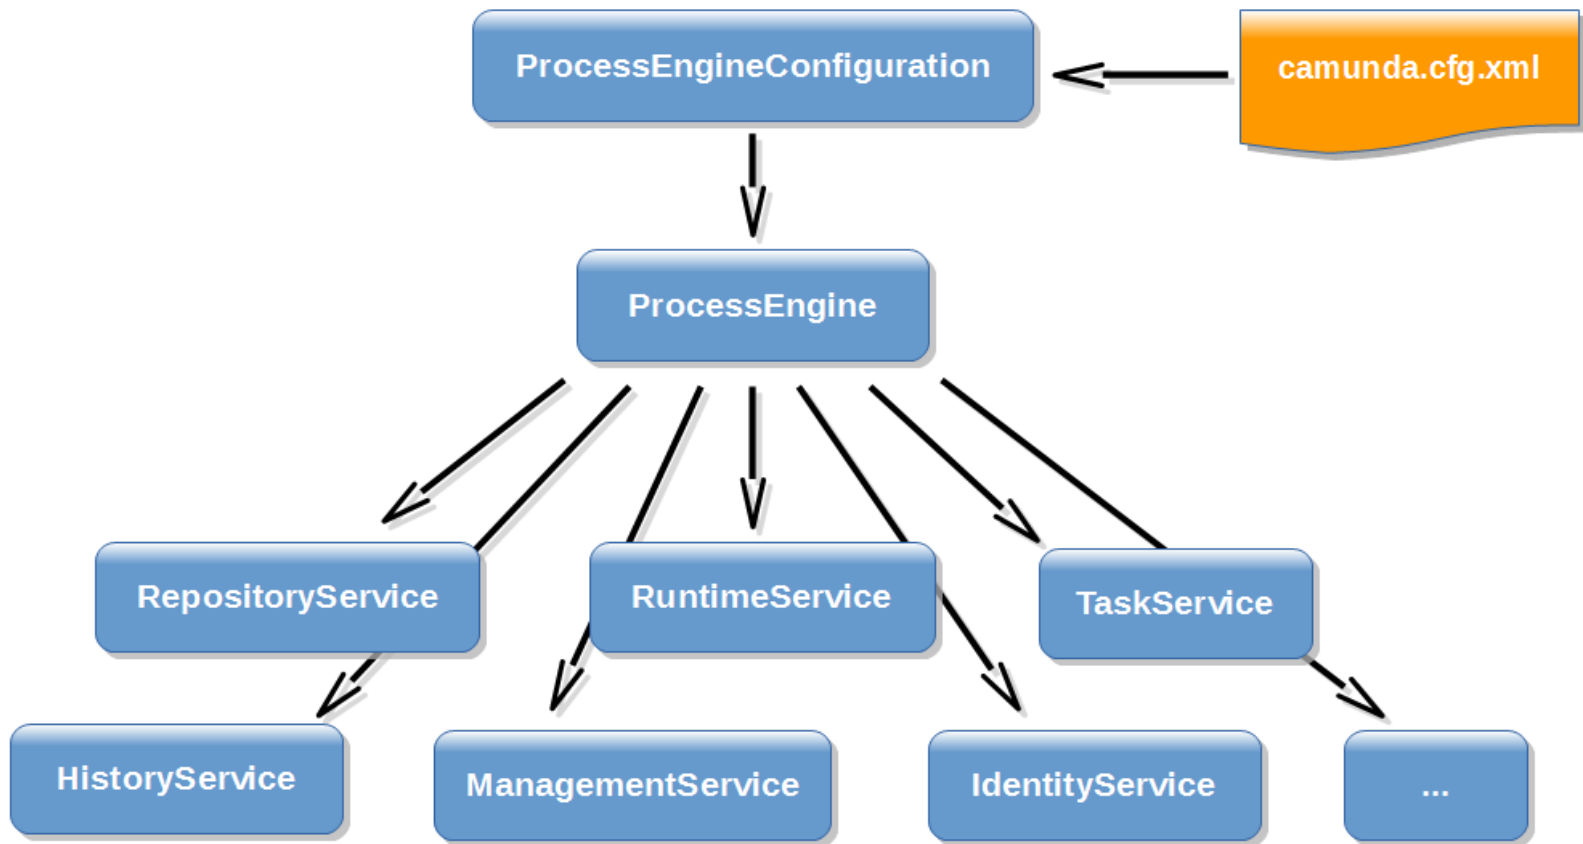 ProcessEngineConfiguration
camunda.cfg.xml
ProcessEngine
RepositoryService
RuntimeService
TaskService
HistoryService
ManagementService
IdentityService
...